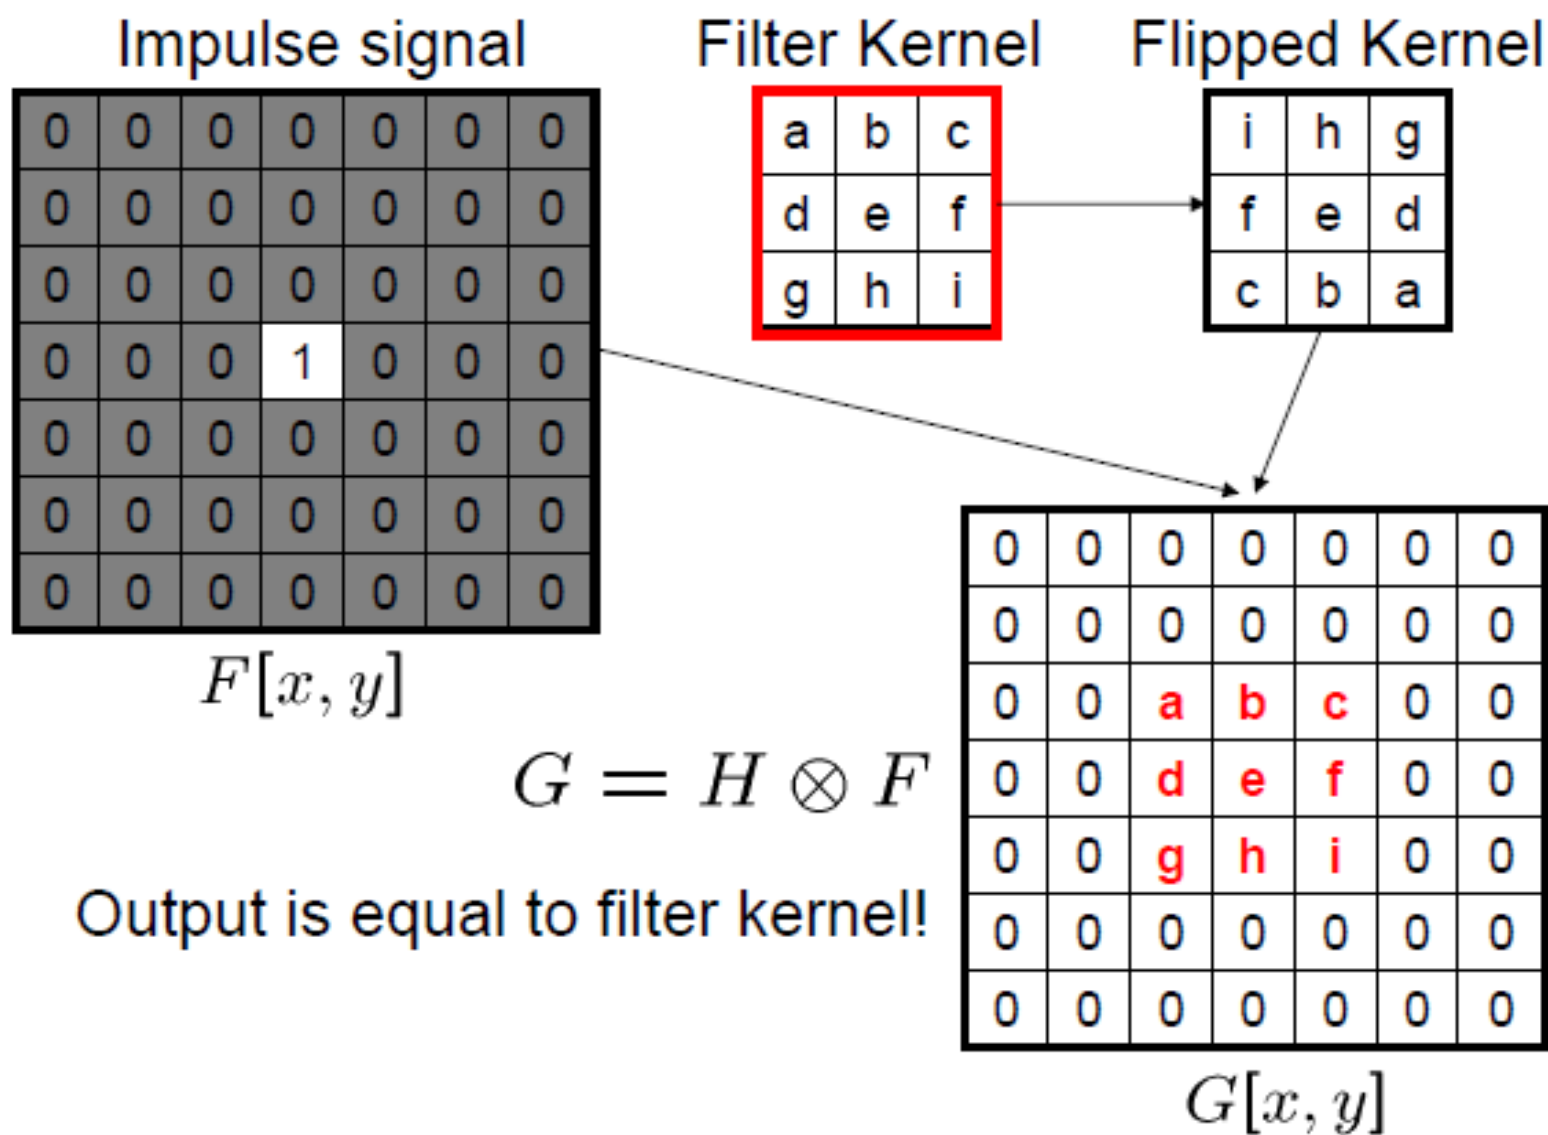 Impulse signal
Filter Kernel
Flipped Kernel
0 0 0 0 0 0 0
0 0 0 0 0 0 0
0 0 0 0 0 0 0
0 0 0 1 0 0 0
0 0 0 0 0 0 0
0 0 0 0 0 0 0
0 0 0 0 0 0 0
F[x, y]
a b c
d e f
g h i
i h g
f e d
c b a
G = H ⊗ F
Output is equal to filter kernel!
0 0 0 0 0 0 0
0 0 0 0 0 0 0
0 0 a b c 0 0
0 0 d e f 0 0
0 0 g h i 0 0
0 0 0 0 0 0 0
0 0 0 0 0 0 0
G[x, y]